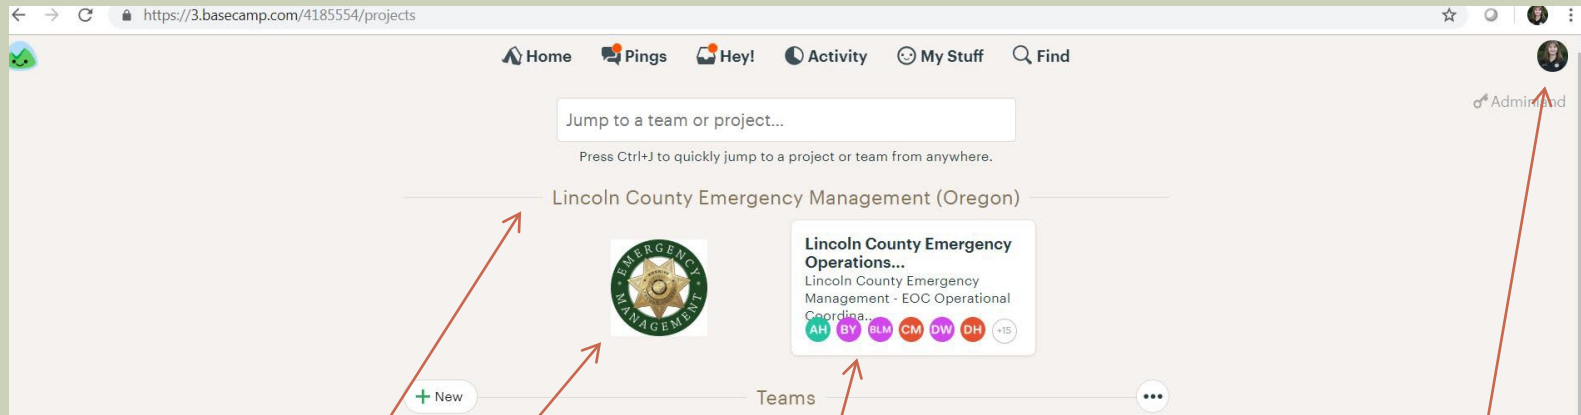 https://3.basecamp.com/4185554/projects
Home Pings Hey! Activity My Stuff Find
Adminland
Jump to a team or project...
Press Ctrl+J to quickly jump to a project or team from anywhere.
Lincoln County Emergency Management (Oregon)
EMERGENCY
MANAGEMENT
Lincoln County Emergency
Operations...
Lincoln County Emergency
Management - EOC Operational
Coordina...
AH BY BLM CM DW DH +15
+ New
Teams